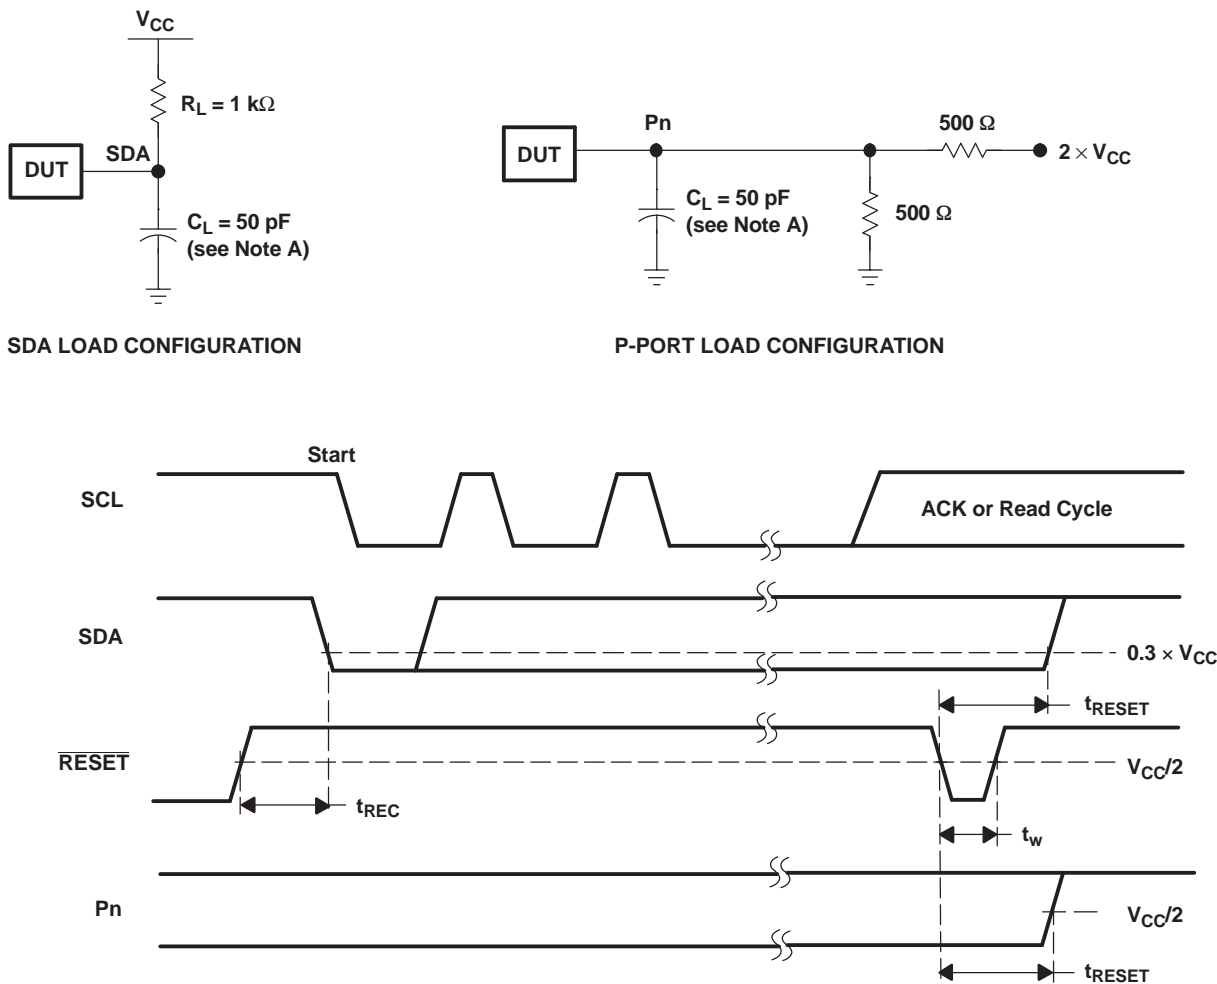 VCC
RL = 1 kΩ
DUT
SDA
CL = 50 pF
(see Note A)
SDA LOAD CONFIGURATION
DUT
Pn
500 Ω
2 × VCC
CL = 50 pF
(see Note A)
500 Ω
P-PORT LOAD CONFIGURATION
Start
SCL
ACK or Read Cycle
SDA
0.3 × VCC
tRESET
RESET
VCC/2
tREC
tw
Pn
VCC/2
tRESET